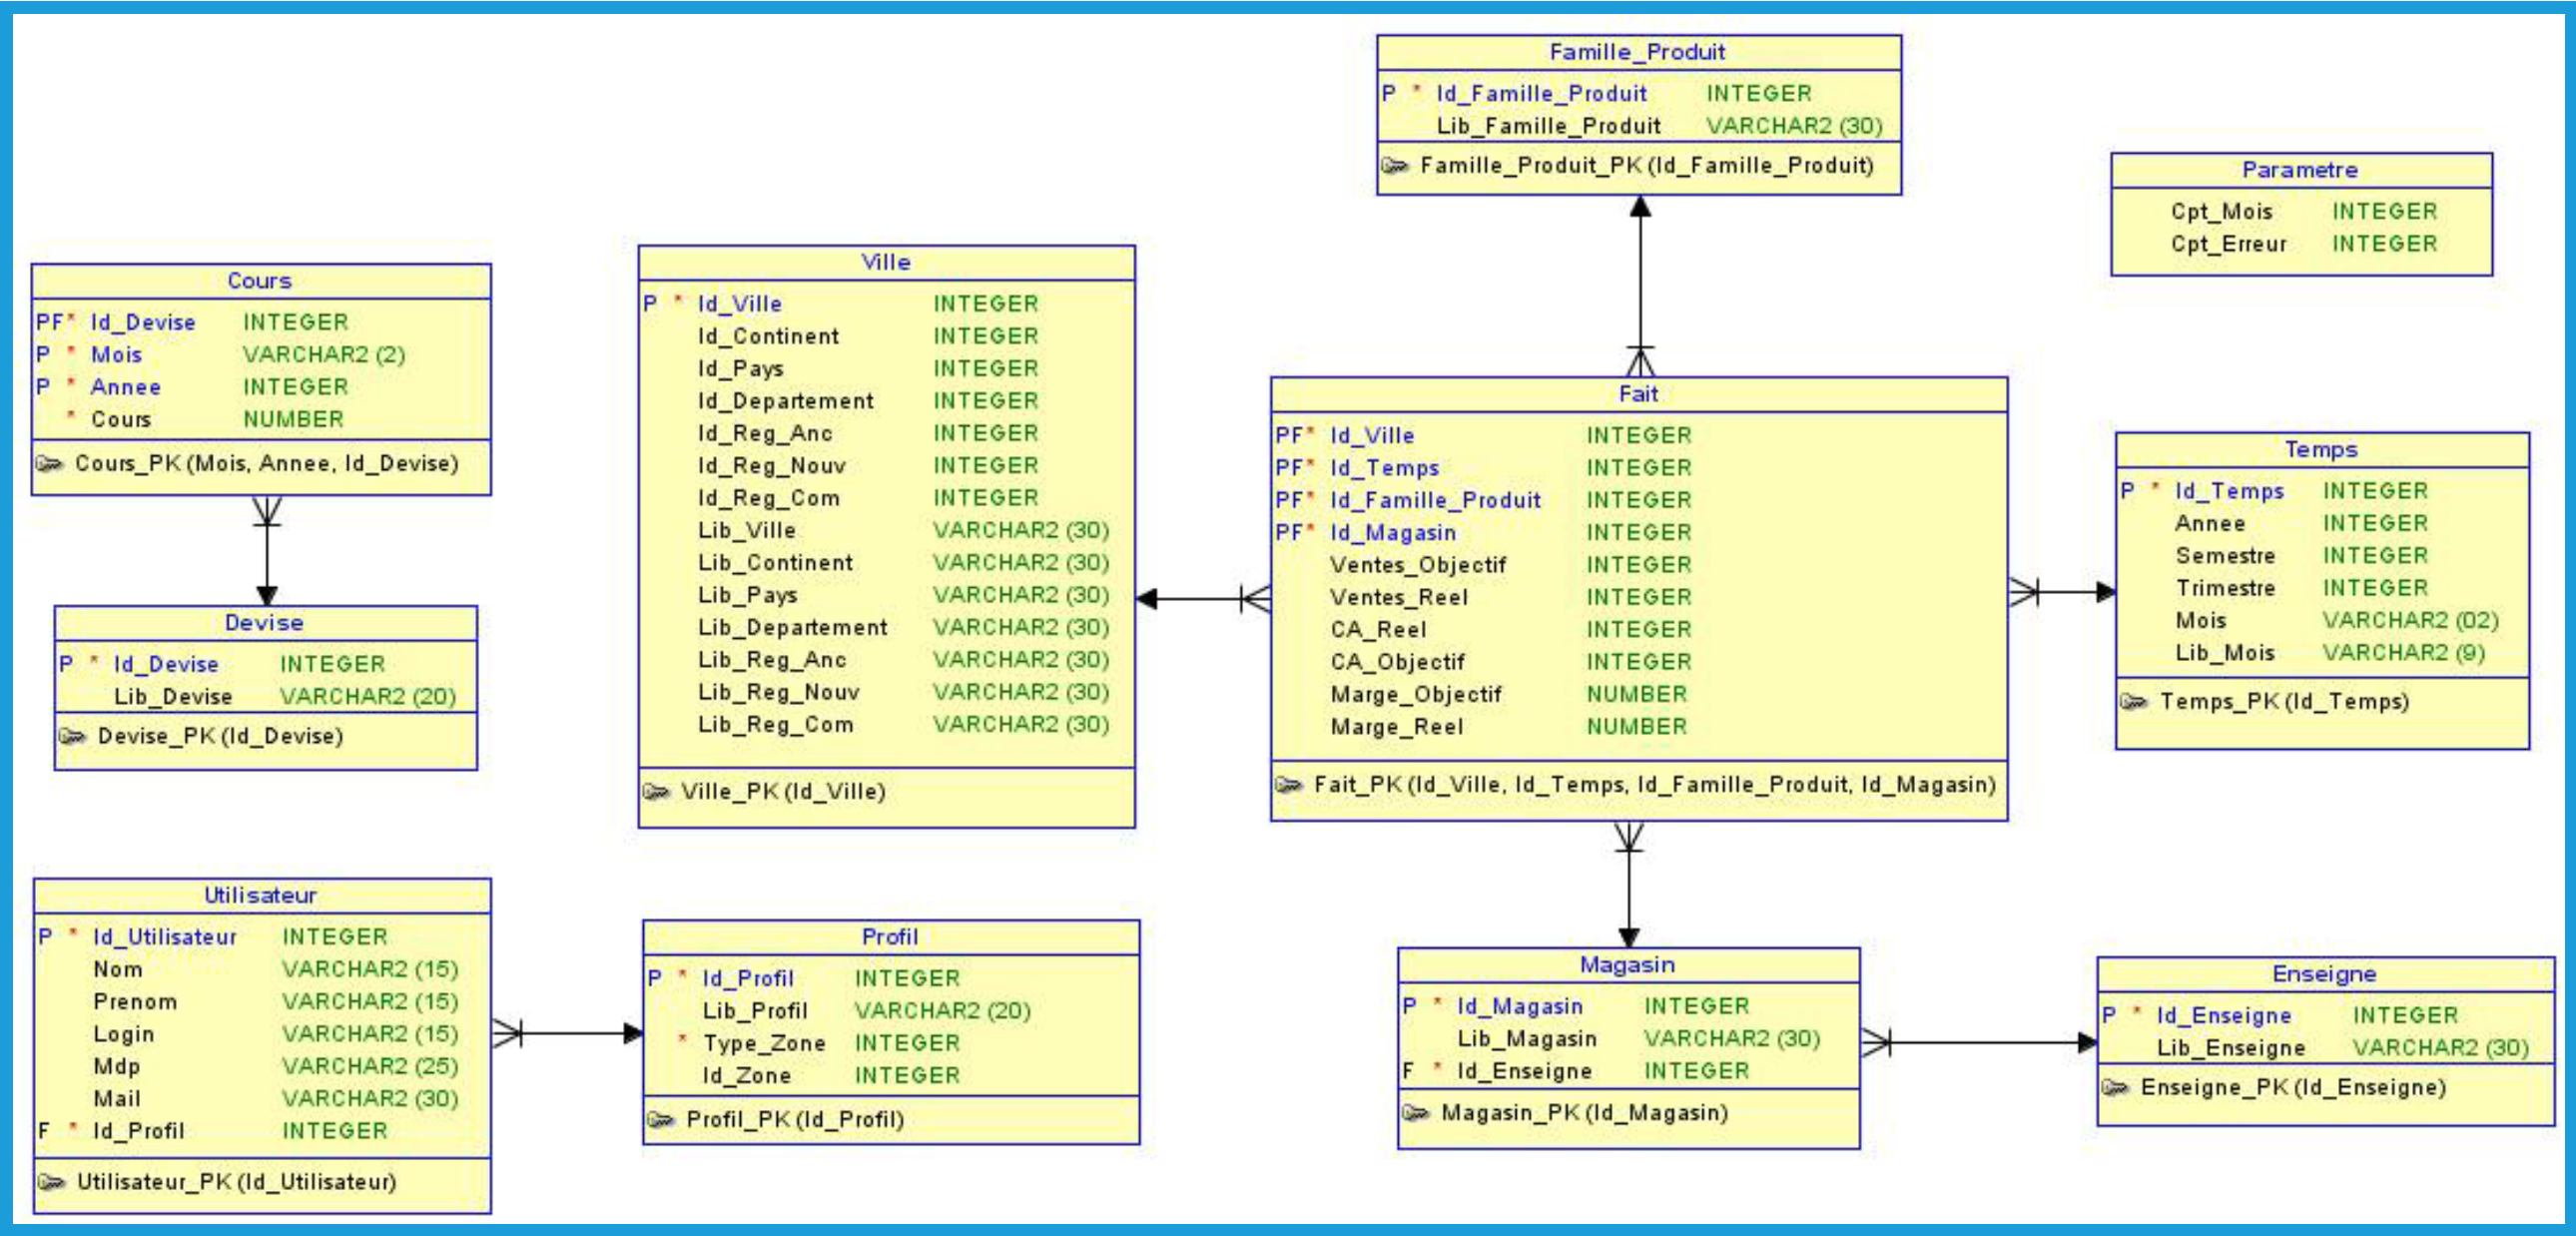 Famille_Produit
P * Id_Famille_Produit INTEGER
Lib_Famille_Produit VARCHAR2 (30)
Famille_Produit_PK (Id_Famille_Produit)
Parametre
Cpt_Mois INTEGER
Cpt_Erreur INTEGER
Cours
PF* Id_Devise INTEGER
P * Mois VARCHAR2 (2)
P * Annee INTEGER
* Cours NUMBER
Cours_PK (Mois, Annee, Id_Devise)
Ville
P * Id_Ville INTEGER
Id_Continent INTEGER
Id_Pays INTEGER
Id_Departement INTEGER
Id_Reg_Anc INTEGER
Id_Reg_Nouv INTEGER
Id_Reg_Com INTEGER
Lib_Ville VARCHAR2 (30)
Lib_Continent VARCHAR2 (30)
Lib_Pays VARCHAR2 (30)
Lib_Departement VARCHAR2 (30)
Lib_Reg_Anc VARCHAR2 (30)
Lib_Reg_Nouv VARCHAR2 (30)
Lib_Reg_Com VARCHAR2 (30)
Ville_PK (Id_Ville)
Fait
PF* Id_Ville INTEGER
PF* Id_Temps INTEGER
PF* Id_Famille_Produit INTEGER
PF* Id_Magasin INTEGER
Ventes_Objectif INTEGER
Ventes_Reel INTEGER
CA_Reel INTEGER
CA_Objectif INTEGER
Marge_Objectif NUMBER
Marge_Reel NUMBER
Fait_PK (Id_Ville, Id_Temps, Id_Famille_Produit, Id_Magasin)
Temps
P * Id_Temps INTEGER
Annee INTEGER
Semestre INTEGER
Trimestre INTEGER
Mois VARCHAR2 (02)
Lib_Mois VARCHAR2 (9)
Temps_PK (Id_Temps)
Devise
P * Id_Devise INTEGER
Lib_Devise VARCHAR2 (20)
Devise_PK (Id_Devise)
Utilisateur
P * Id_Utilisateur INTEGER
Nom VARCHAR2 (15)
Prenom VARCHAR2 (15)
Login VARCHAR2 (15)
Mdp VARCHAR2 (25)
Mail VARCHAR2 (30)
F * Id_Profil INTEGER
Utilisateur_PK (Id_Utilisateur)
Profil
P * Id_Profil INTEGER
Lib_Profil VARCHAR2 (20)
* Type_Zone INTEGER
Id_Zone INTEGER
Profil_PK (Id_Profil)
Magasin
P * Id_Magasin INTEGER
Lib_Magasin VARCHAR2 (30)
F * Id_Enseigne INTEGER
Magasin_PK (Id_Magasin)
Enseigne
P * Id_Enseigne INTEGER
Lib_Enseigne VARCHAR2 (30)
Enseigne_PK (Id_Enseigne)